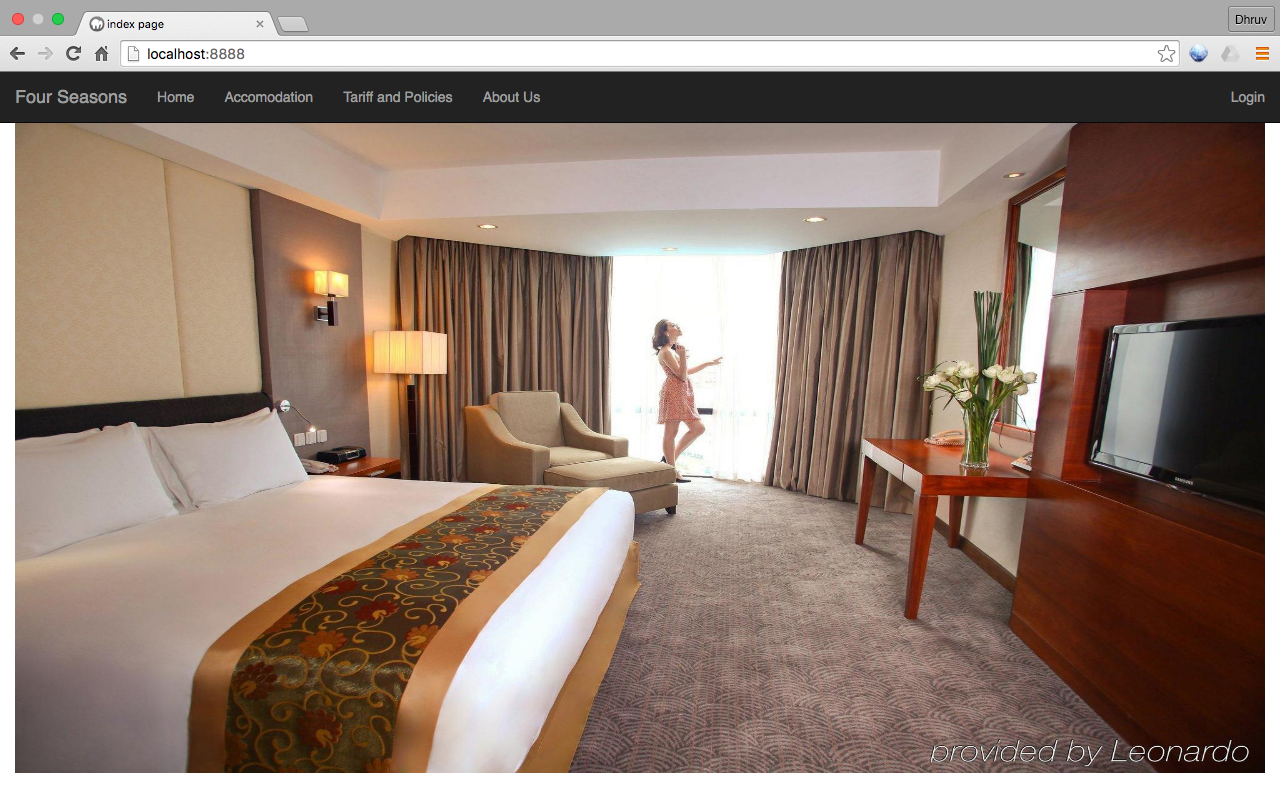 index page
Dhruv
localhost:8888
Four Seasons Home Accomodation Tariff and Policies About Us Login
SAMSUNG
provided by Leonardo